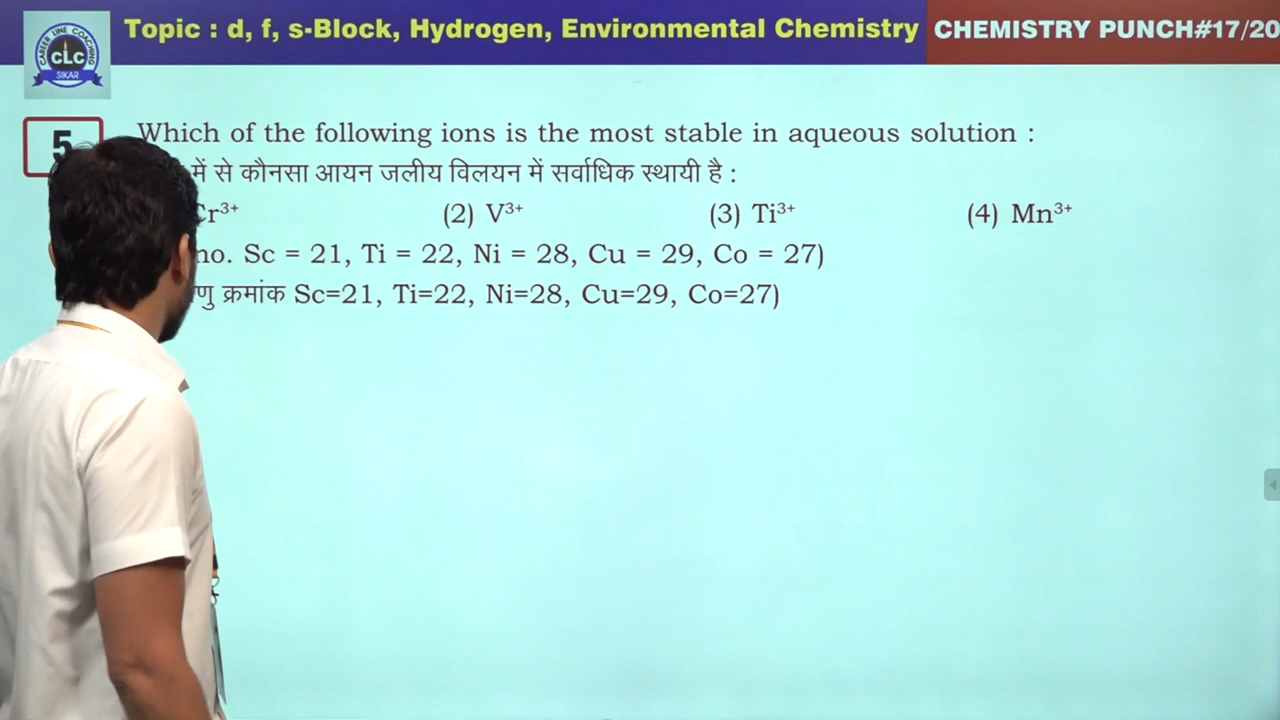 Topic : d, f, s-Block, Hydrogen, Environmental Chemistry
CHEMISTRY PUNCH#17/20
CAREER LINE COACHING
CLC
SIKAR
5
Which of the following ions is the most stable in aqueous solution :
में से कौनसा आयन जलीय विलयन में सर्वाधिक स्थायी है :
Cr³⁺ (2) V³⁺ (3) Ti³⁺ (4) Mn³⁺
no. Sc = 21, Ti = 22, Ni = 28, Cu = 29, Co = 27)
क्रमांक Sc=21, Ti=22, Ni=28, Cu=29, Co=27)